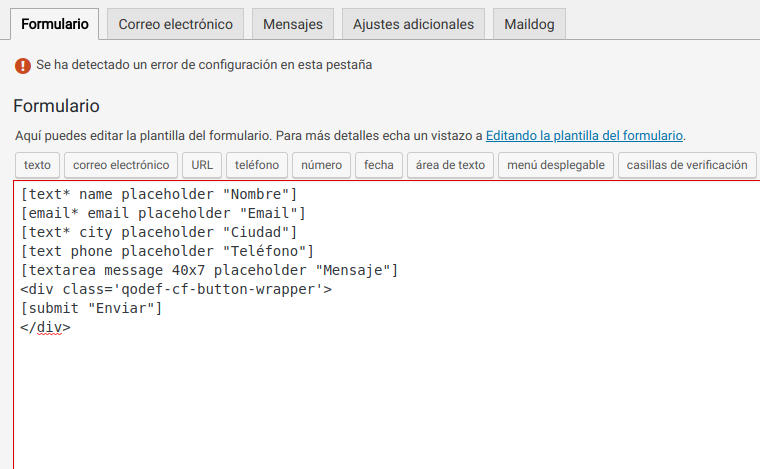 Formulario Correo electrónico Mensajes Ajustes adicionales Maildog
! Se ha detectado un error de configuración en esta pestaña
Formulario
Aquí puedes editar la plantilla del formulario. Para más detalles echa un vistazo a Editando la plantilla del formulario.
texto correo electrónico URL teléfono número fecha área de texto menú desplegable casillas de verificación
[text* name placeholder "Nombre"]
[email* email placeholder "Email"]
[text* city placeholder "Ciudad"]
[text phone placeholder "Teléfono"]
[textarea message 40x7 placeholder "Mensaje"]
<div class='qodef-cf-button-wrapper'>
[submit "Enviar"]
</div>